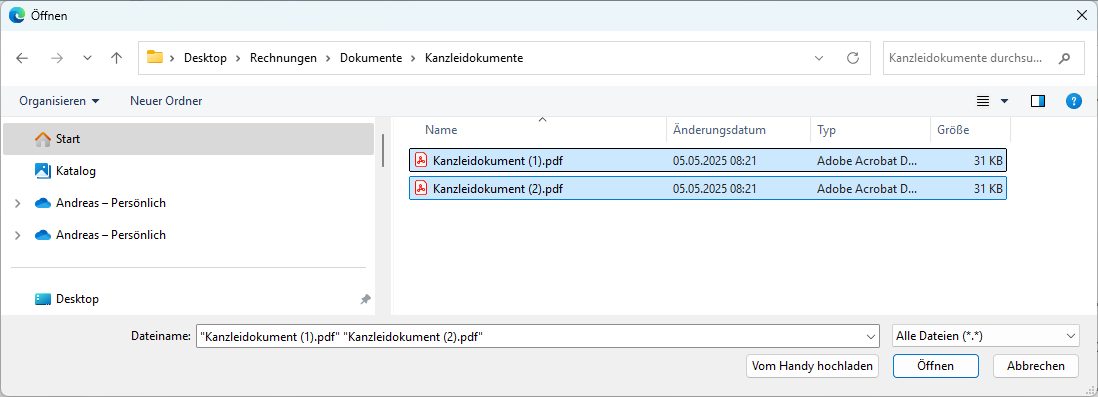 Öffnen
Desktop Rechnungen Dokumente Kanzleidokumente
Kanzleidokumente durchsu...
Organisieren Neuer Ordner
?
Name Änderungsdatum Typ Größe
Start
Katalog
Andreas – Persönlich
Andreas – Persönlich
Desktop
Kanzleidokument (1).pdf 05.05.2025 08:21 Adobe Acrobat D... 31 KB
Kanzleidokument (2).pdf 05.05.2025 08:21 Adobe Acrobat D... 31 KB
Dateiname: "Kanzleidokument (1).pdf" "Kanzleidokument (2).pdf" Alle Dateien (*.*)
Vom Handy hochladen Öffnen Abbrechen